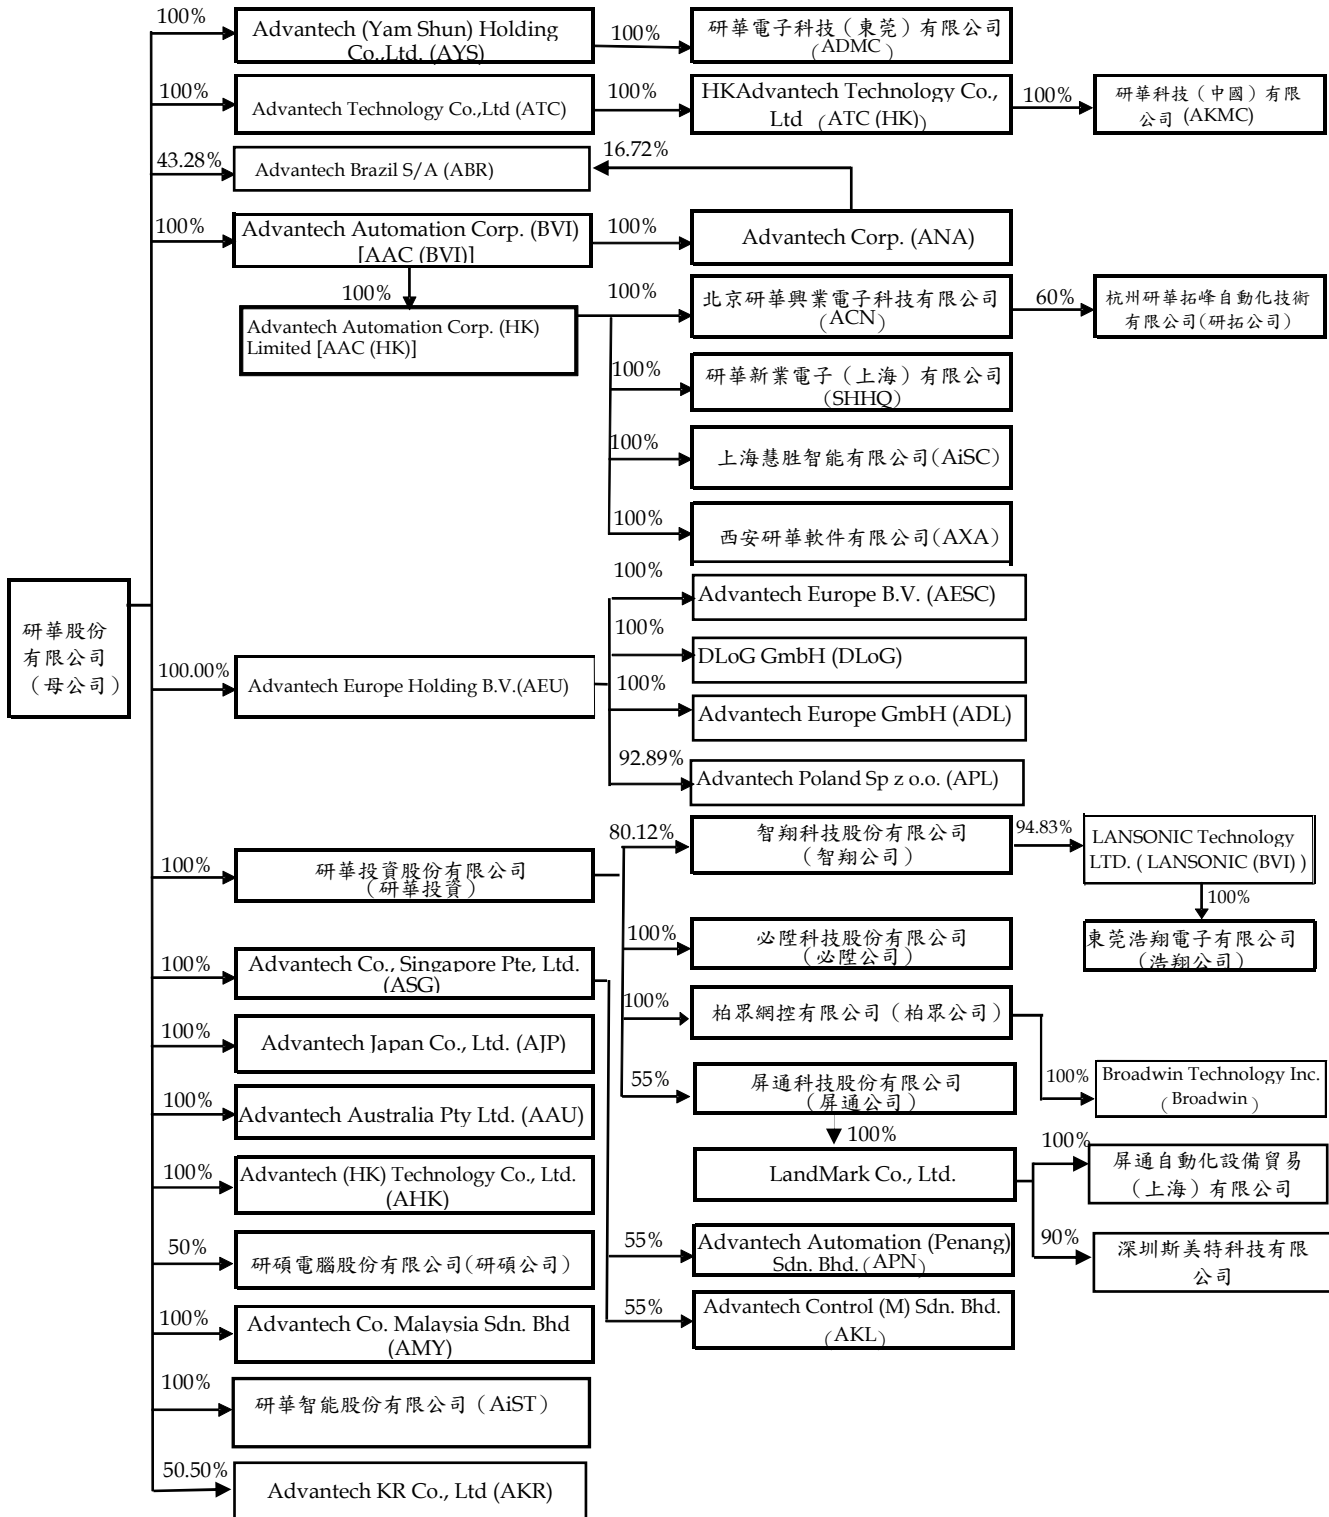 100%
Advantech (Yam Shun) Holding
Co.,Ltd. (AYS)
100%
研華電子科技（東莞）有限公司
（ADMC）
100%
Advantech Technology Co.,Ltd (ATC)
100%
HKAdvantech Technology Co.,
Ltd （ATC (HK)）
100%
研華科技（中國）有限
公司 (AKMC)
43.28%
Advantech Brazil S/A (ABR)
16.72%
100%
Advantech Automation Corp. (BVI)
[AAC (BVI)]
100%
Advantech Corp. (ANA)
100%
Advantech Automation Corp. (HK)
Limited [AAC (HK)]
100%
北京研華興業電子科技有限公司
（ACN）
60%
杭州研華拓峰自動化技術
有限公司(研拓公司)
100%
研華新業電子（上海）有限公司
（SHHQ）
100%
上海慧胜智能有限公司(AiSC)
100%
西安研華軟件有限公司(AXA)
研華股份
有限公司
（母公司）
100.00%
Advantech Europe Holding B.V.(AEU)
100%
Advantech Europe B.V. (AESC)
100%
DLoG GmbH (DLoG)
100%
Advantech Europe GmbH (ADL)
92.89%
Advantech Poland Sp z o.o. (APL)
100%
研華投資股份有限公司
（研華投資）
80.12%
智翔科技股份有限公司
（智翔公司）
94.83%
LANSONIC Technology
LTD. ( LANSONIC (BVI) )
100%
東莞浩翔電子有限公司
（浩翔公司）
100%
必陞科技股份有限公司
（必陞公司）
100%
柏眾網控有限公司（柏眾公司）
100%
Broadwin Technology Inc.
（Broadwin）
55%
屏通科技股份有限公司
（屏通公司）
100%
LandMark Co., Ltd.
100%
屏通自動化設備貿易
（上海）有限公司
90%
深圳斯美特科技有限
公司
100%
Advantech Co., Singapore Pte, Ltd.
(ASG)
55%
Advantech Automation (Penang)
Sdn. Bhd.（APN）
55%
Advantech Control (M) Sdn. Bhd.
（AKL）
100%
Advantech Japan Co., Ltd. (AJP)
100%
Advantech Australia Pty Ltd. (AAU)
100%
Advantech (HK) Technology Co., Ltd.
(AHK)
50%
研碩電腦股份有限公司(研碩公司）
100%
Advantech Co. Malaysia Sdn. Bhd
(AMY)
100%
研華智能股份有限公司（AiST）
50.50%
Advantech KR Co., Ltd (AKR)